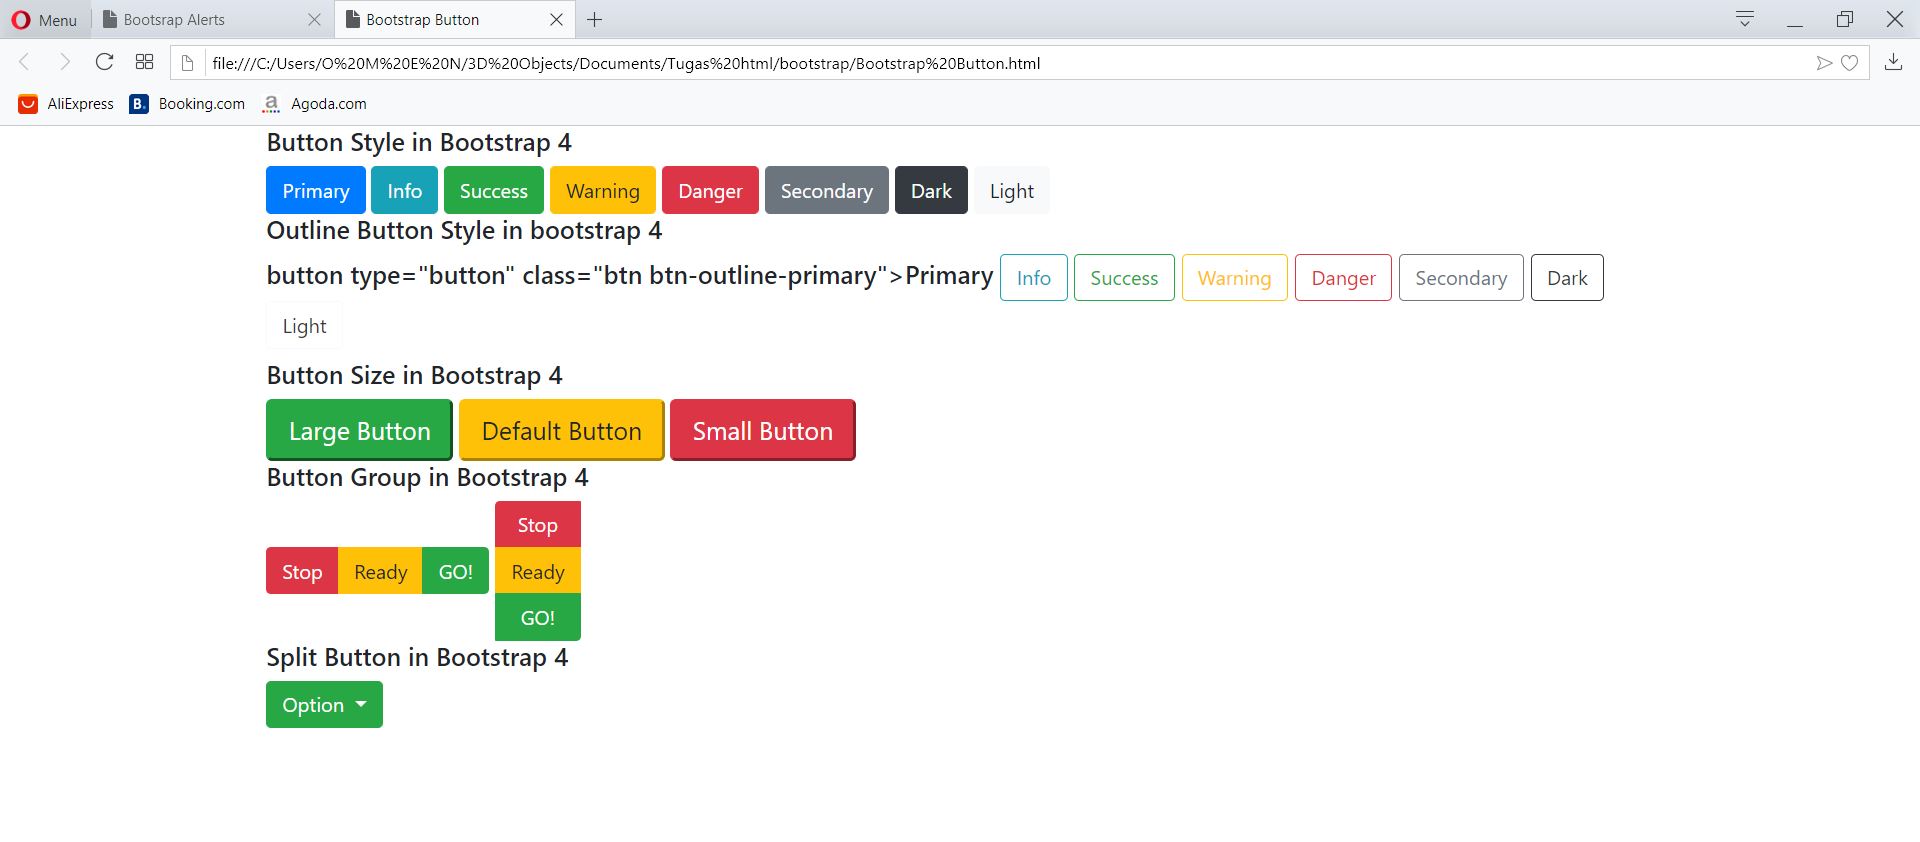 Menu Bootsrap Alerts Bootstrap Button
file:///C:/Users/O%20M%20E%20N/3D%20Objects/Documents/Tugas%20html/bootstrap/Bootstrap%20Button.html
AliExpress B. Booking.com a Agoda.com
Button Style in Bootstrap 4
Primary Info Success Warning Danger Secondary Dark Light
Outline Button Style in bootstrap 4
button type="button" class="btn btn-outline-primary">Primary Info Success Warning Danger Secondary Dark
Light
Button Size in Bootstrap 4
Large Button Default Button Small Button
Button Group in Bootstrap 4
Stop
Stop Ready GO! Ready
GO!
Split Button in Bootstrap 4
Option